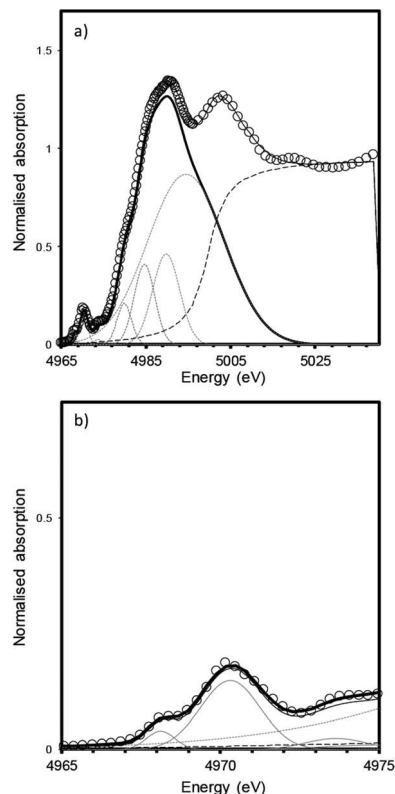 a)
1.5
1
0.5
0
4965
4985
5005
5025
Normalised absorption
Energy (eV)
b)
0.5
0
4965
4970
4975
Normalised absorption
Energy (eV)